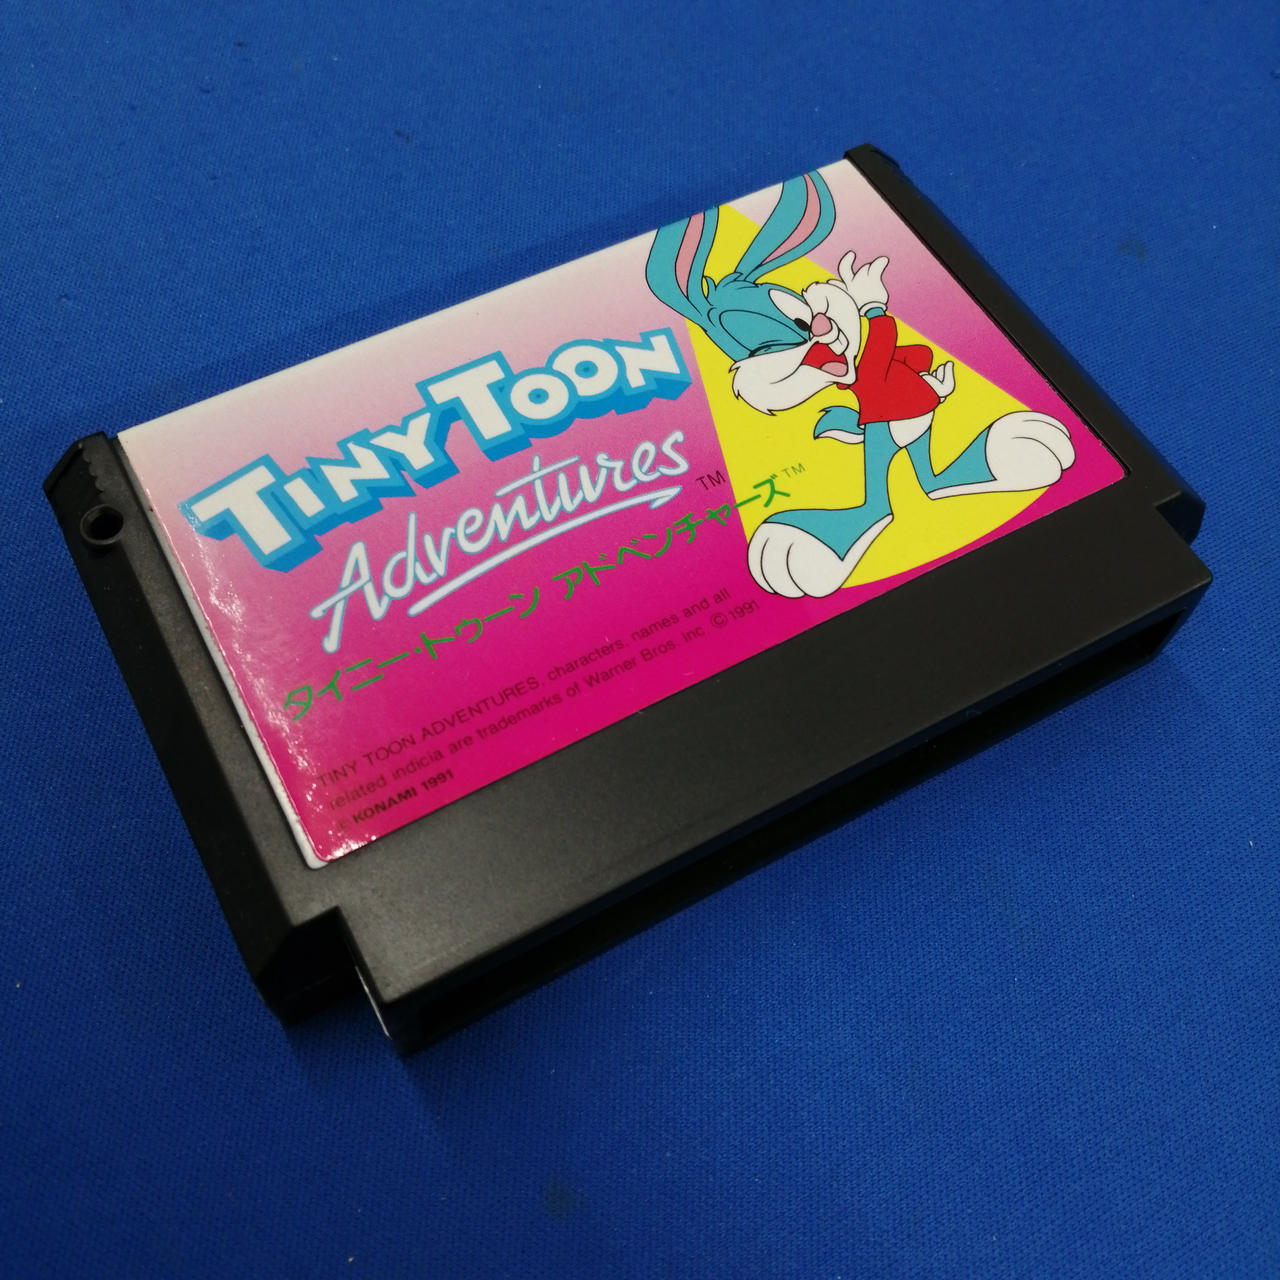 TINY TOON
Adventures TM
タイニー・トゥーン アドベンチャーズ™
TINY TOON ADVENTURES, characters, names and all
related indicia are trademarks of Warner Bros. Inc ©1991
KONAMI 1991